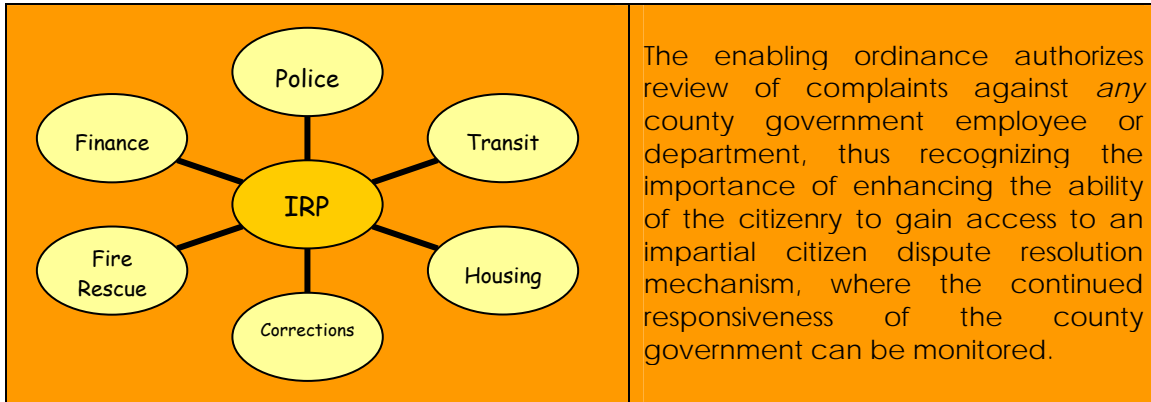 Police
Finance
Transit
IRP
Fire
Rescue
Housing
Corrections
The enabling ordinance authorizes
review of complaints against any
county government employee or
department, thus recognizing the
importance of enhancing the ability
of the citizenry to gain access to an
impartial citizen dispute resolution
mechanism, where the continued
responsiveness of the county
government can be monitored.